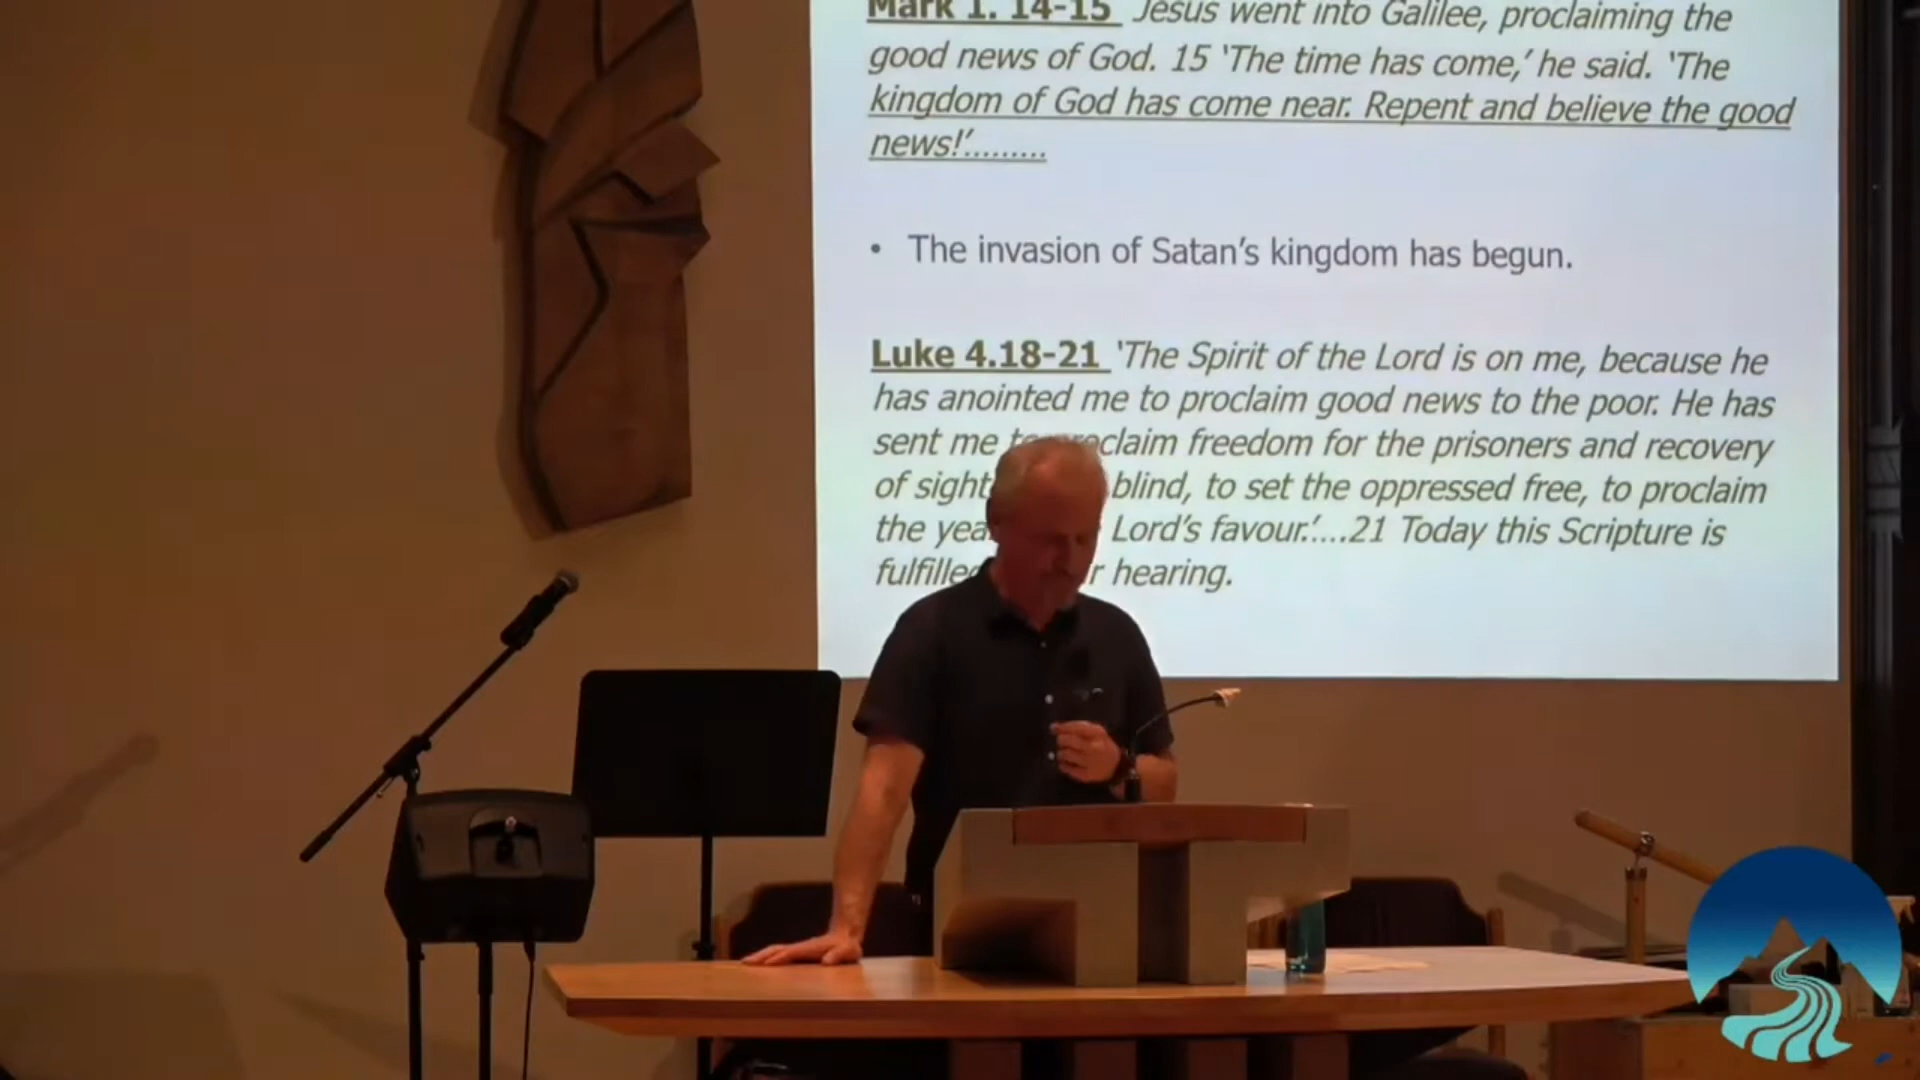 Mark 1. 14-15 Jesus went into Galilee, proclaiming the
good news of God. 15 ‘The time has come,’ he said. ‘The
kingdom of God has come near. Repent and believe the good
news!’.........
• The invasion of Satan’s kingdom has begun.
Luke 4.18-21 ‘The Spirit of the Lord is on me, because he
has anointed me to proclaim good news to the poor. He has
sent me freedom for the prisoners and recovery
of sight blind, to set the oppressed free, to proclaim
the Lord’s favour.’....21 Today this Scripture is
hearing.